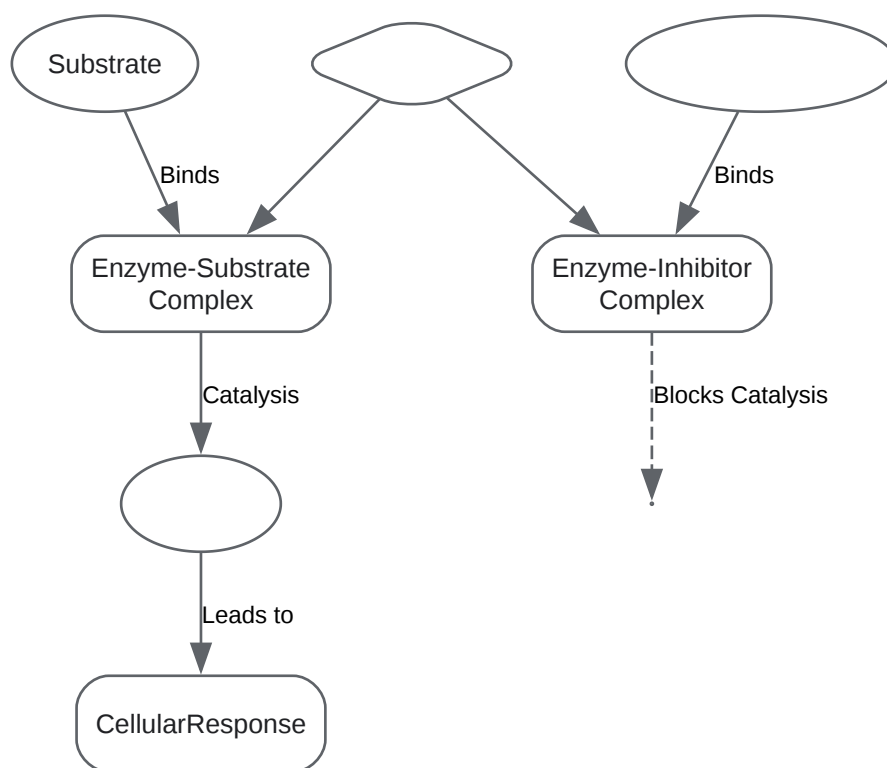 Substrate
Binds
Binds
Enzyme-Substrate
Complex
Enzyme-Inhibitor
Complex
Catalysis
Blocks Catalysis
Leads to
CellularResponse